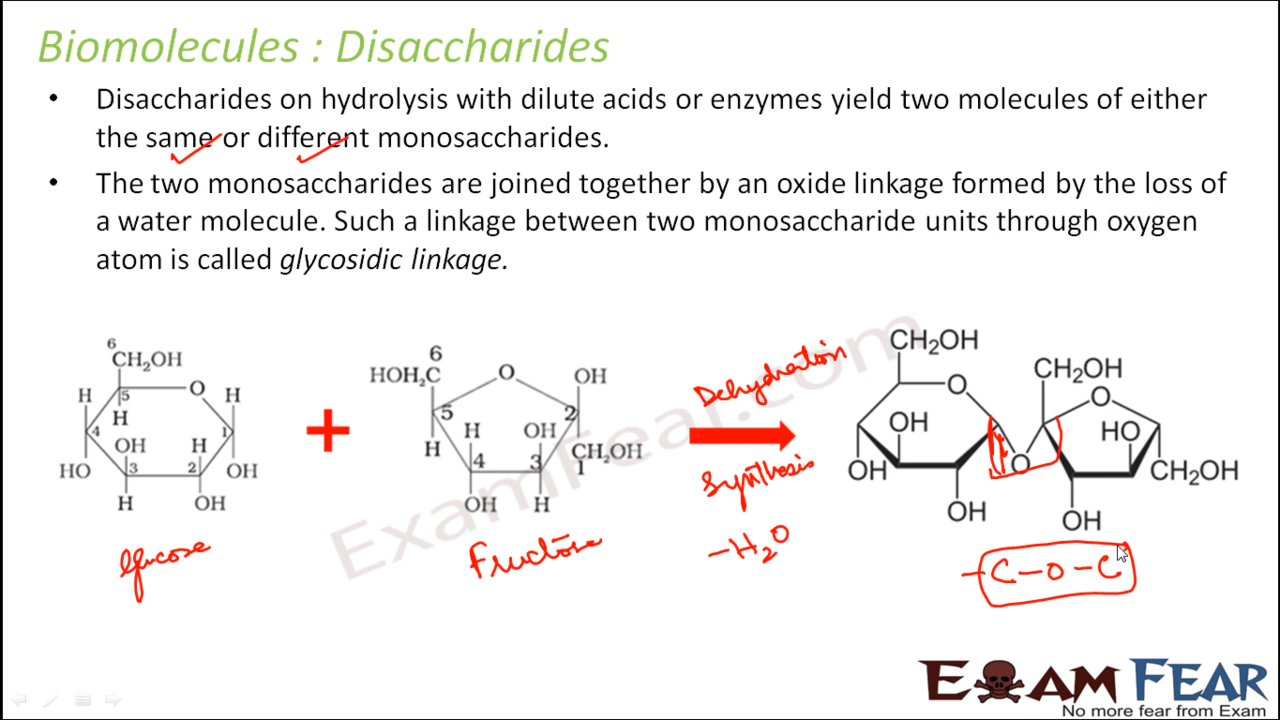 Biomolecules : Disaccharides
• Disaccharides on hydrolysis with dilute acids or enzymes yield two molecules of either
the same or different monosaccharides.
• The two monosaccharides are joined together by an oxide linkage formed by the loss of
a water molecule. Such a linkage between two monosaccharide units through oxygen
atom is called glycosidic linkage.
6
CH₂OH
H
5
O
H
H
4
OH
H
1
HO
3
2
OH
H
OH
Glucose
+
6
HOH₂C
O
OH
5
2
H
H
OH
CH₂OH
4
3
1
OH
H
Fructose
Dehydration
Synthesis
-H₂O
CH₂OH
O
OH
OH
OH
O
CH₂OH
O
HO
CH₂OH
OH
-C-O-C
ExamFear.com
EXAM FEAR
No more fear from Exam